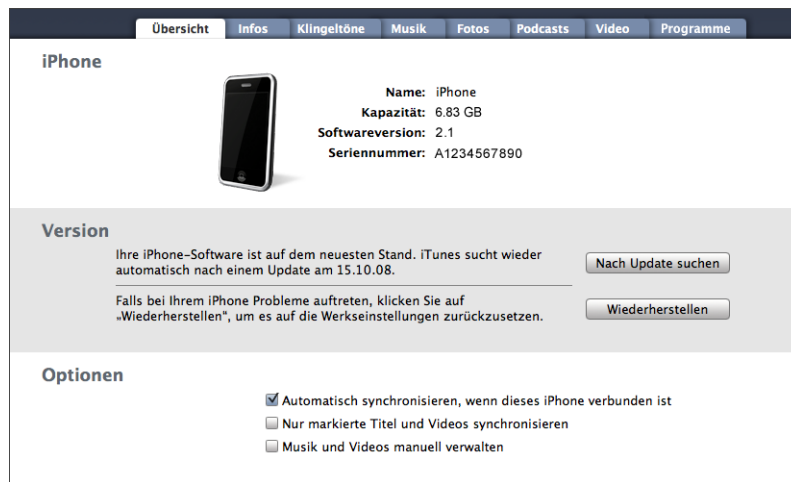 Übersicht Infos Klingeltöne Musik Fotos Podcasts Video Programme
iPhone
Name: iPhone
Kapazität: 6.83 GB
Softwareversion: 2.1
Seriennummer: A1234567890
Version
Ihre iPhone-Software ist auf dem neuesten Stand. iTunes sucht wieder
automatisch nach einem Update am 15.10.08.
Nach Update suchen
Falls bei Ihrem iPhone Probleme auftreten, klicken Sie auf
„Wiederherstellen“, um es auf die Werkseinstellungen zurückzusetzen.
Wiederherstellen
Optionen
Automatisch synchronisieren, wenn dieses iPhone verbunden ist
Nur markierte Titel und Videos synchronisieren
Musik und Videos manuell verwalten